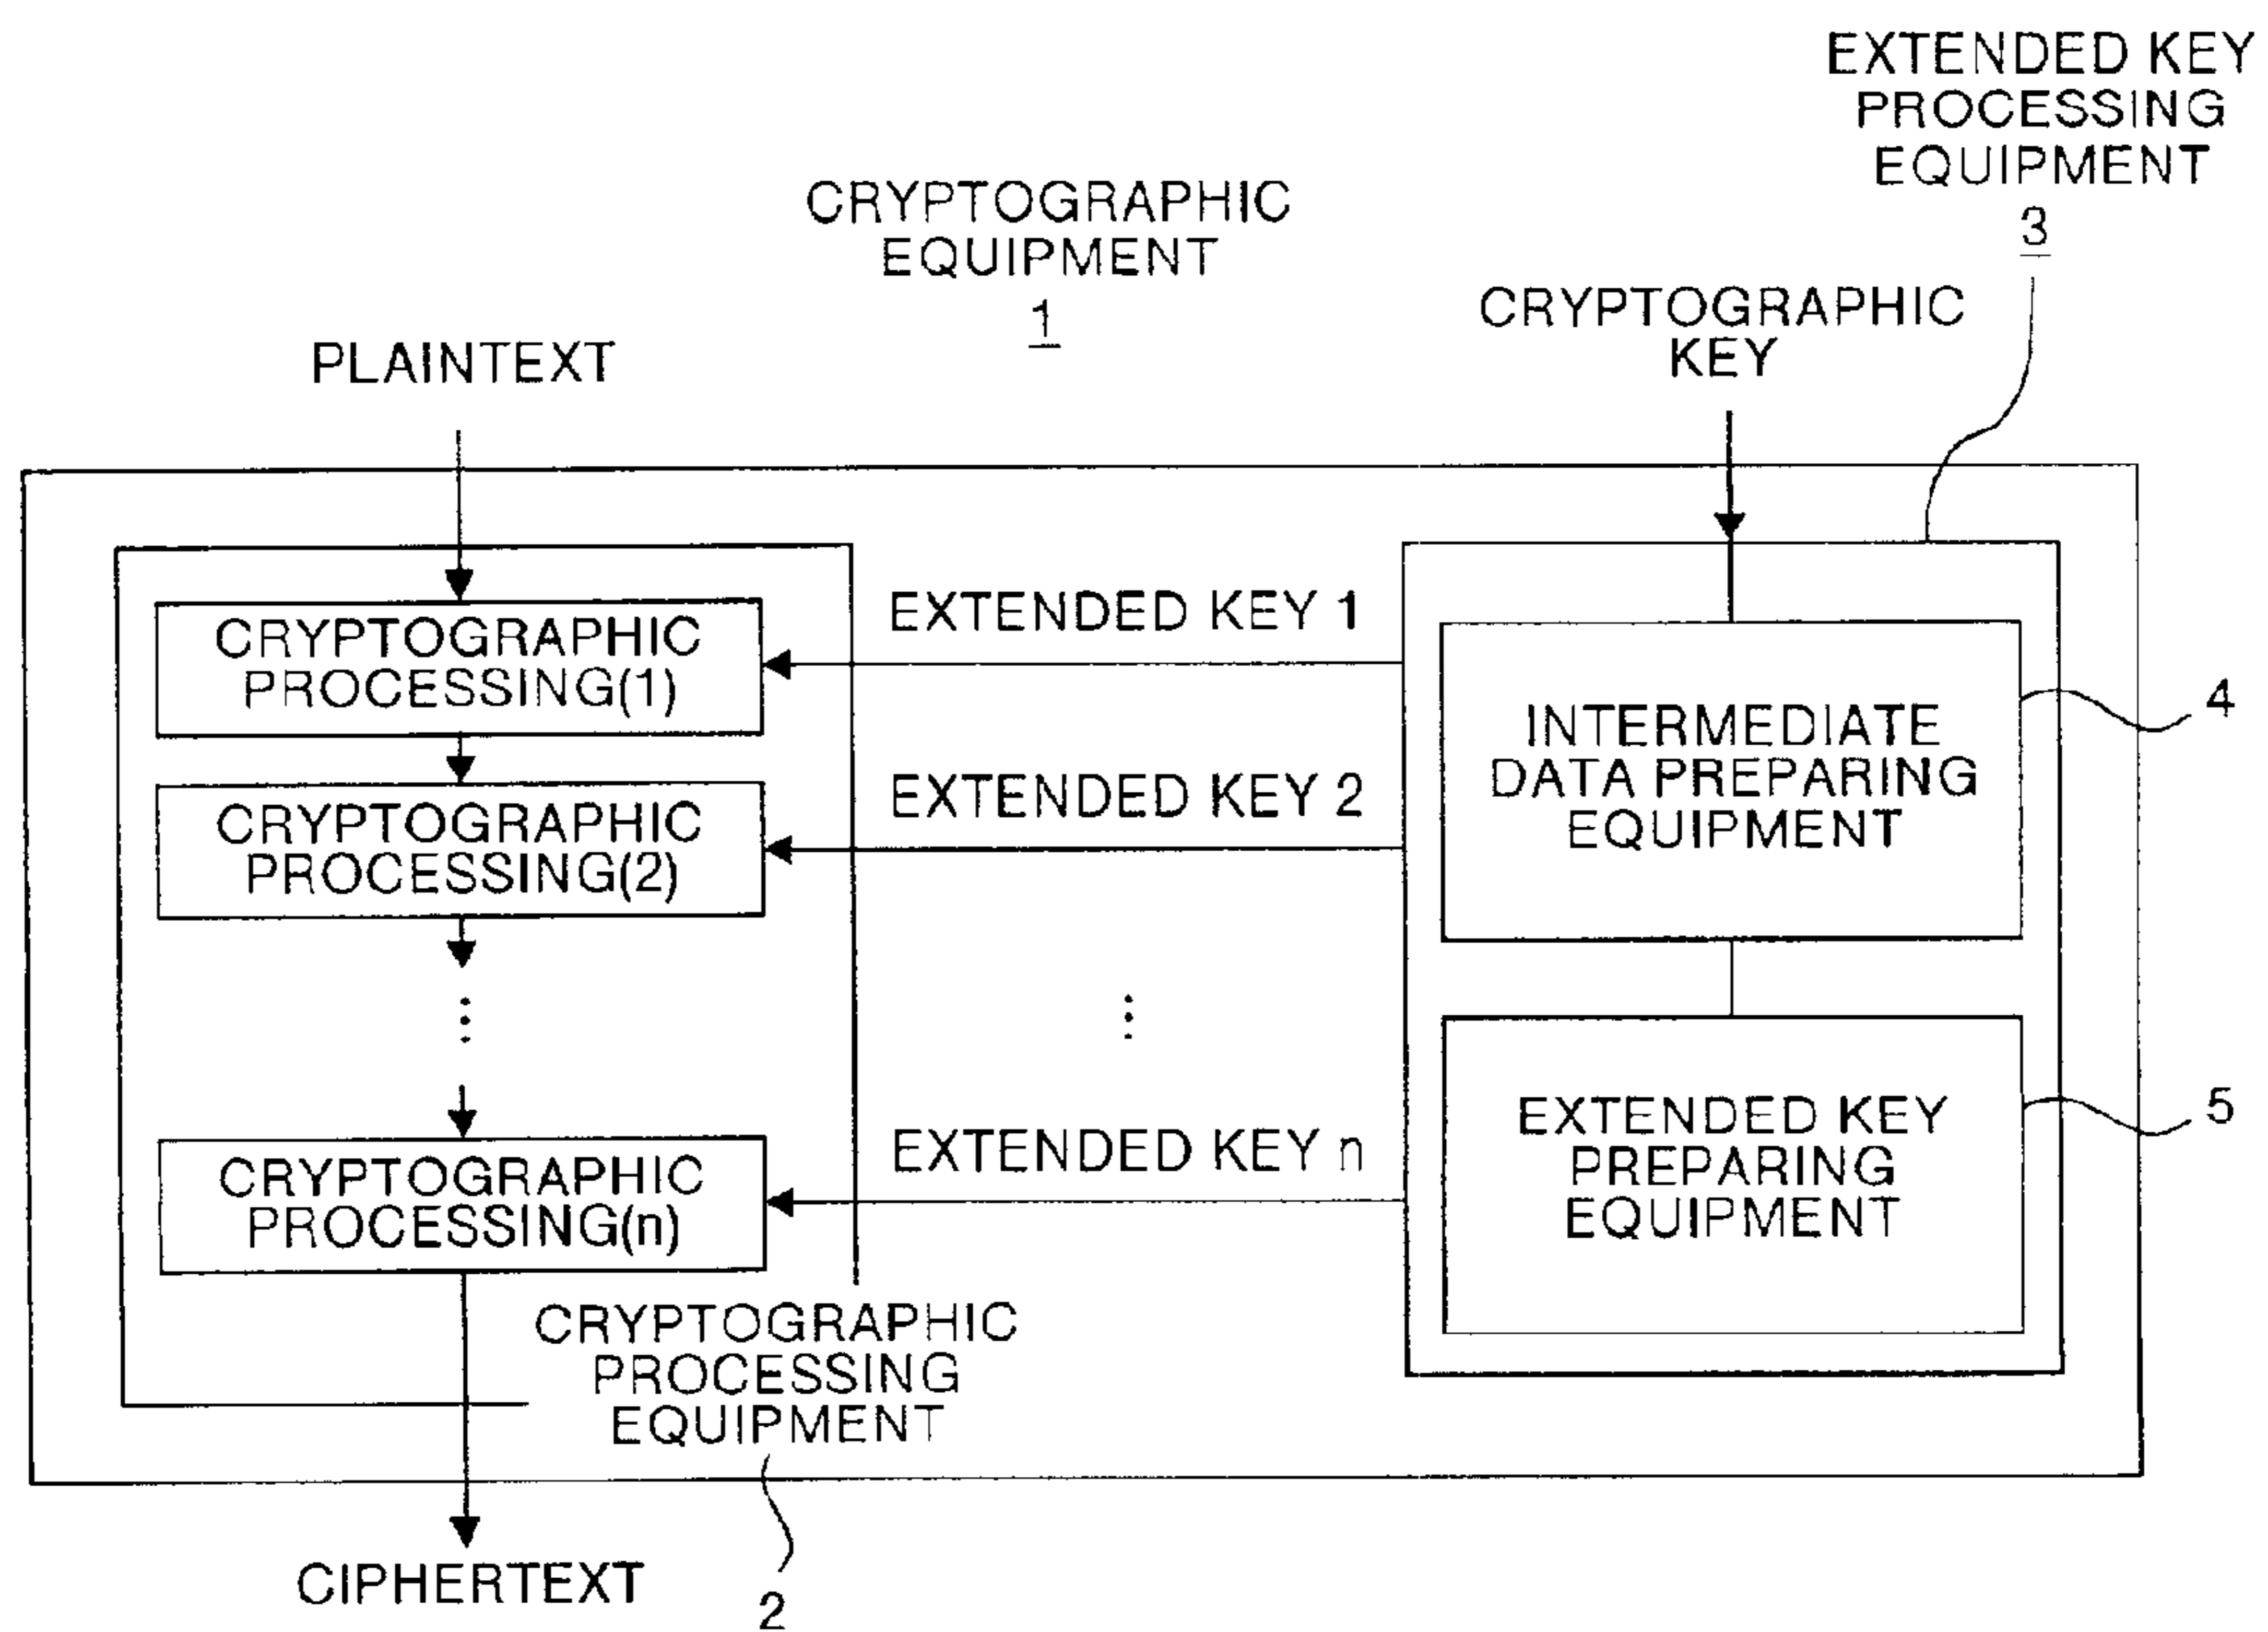 EXTENDED KEY
PROCESSING
EQUIPMENT
3
CRYPTOGRAPHIC
EQUIPMENT
1
CRYPTOGRAPHIC
KEY
PLAINTEXT
CRYPTOGRAPHIC
PROCESSING(1)
EXTENDED KEY 1
CRYPTOGRAPHIC
PROCESSING(2)
EXTENDED KEY 2
INTERMEDIATE
DATA PREPARING
EQUIPMENT
4
CRYPTOGRAPHIC
PROCESSING(n)
EXTENDED KEY n
EXTENDED KEY
PREPARING
EQUIPMENT
5
CRYPTOGRAPHIC
PROCESSING
EQUIPMENT
2
CIPHERTEXT